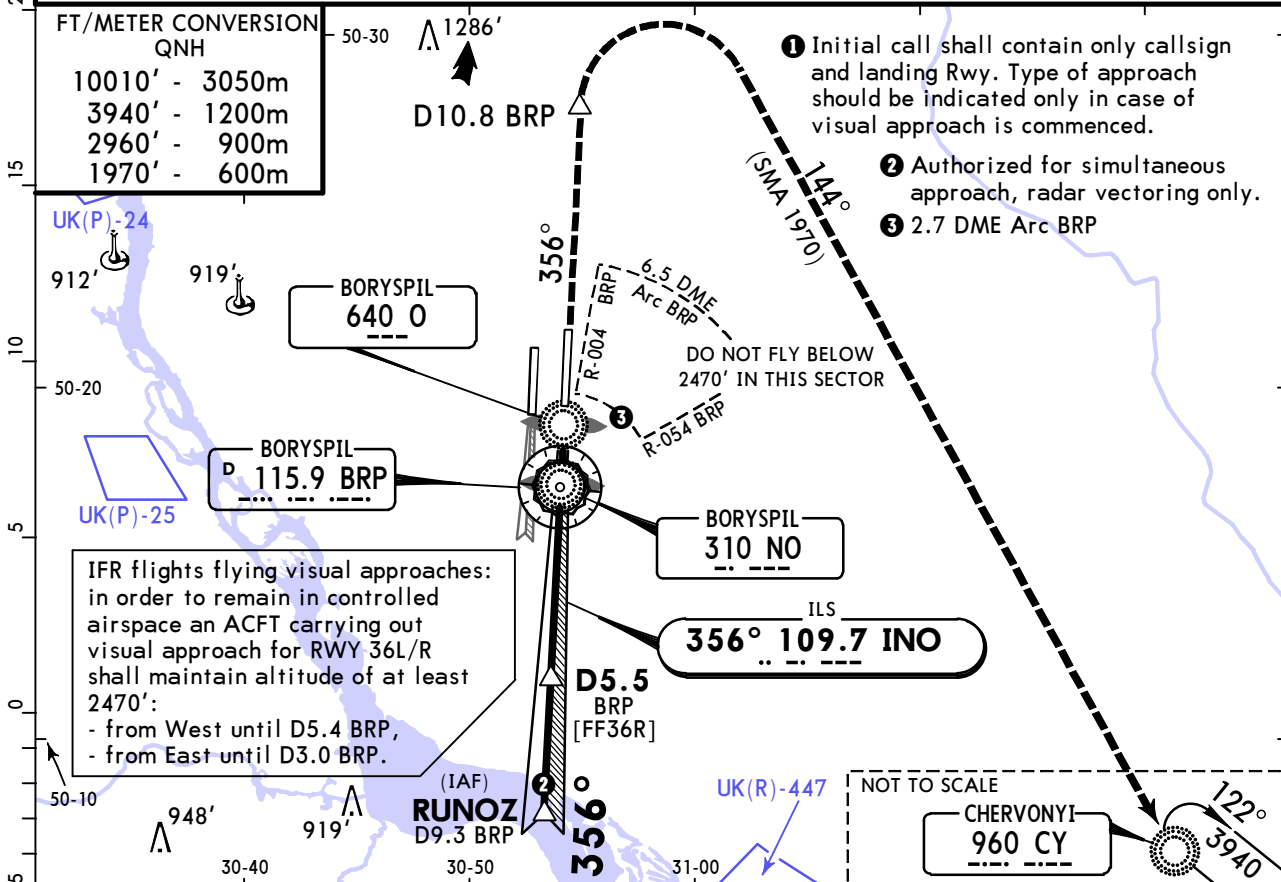 FT/METER CONVERSION
QNH
10010' - 3050m
3940' - 1200m
2960' - 900m
1970' - 600m
50-30
1286'
D10.8 BRP
❶ Initial call shall contain only callsign
and landing Rwy. Type of approach
should be indicated only in case of
visual approach is commenced.
❷ Authorized for simultaneous
approach, radar vectoring only.
❸ 2.7 DME Arc BRP
15
UK(P)-24
912'
919'
356°
144°
(SMA 1970)
BORYSPIL
640 O
6.5 DME
Arc BRP
R-004 BRP
DO NOT FLY BELOW
2470' IN THIS SECTOR
❸
R-054 BRP
10
50-20
BORYSPIL
D 115.9 BRP
UK(P)-25
5
BORYSPIL
310 NO
IFR flights flying visual approaches:
in order to remain in controlled
airspace an ACFT carrying out
visual approach for RWY 36L/R
shall maintain altitude of at least
2470':
- from West until D5.4 BRP,
- from East until D3.0 BRP.
ILS
356° 109.7 INO
D5.5
BRP
[FF36R]
0
50-10
948'
919'
(IAF)
RUNOZ
D9.3 BRP
❷
356°
UK(R)-447
NOT TO SCALE
CHERVONYI
960 CY
122°
3940
5
30-40
30-50
31-00